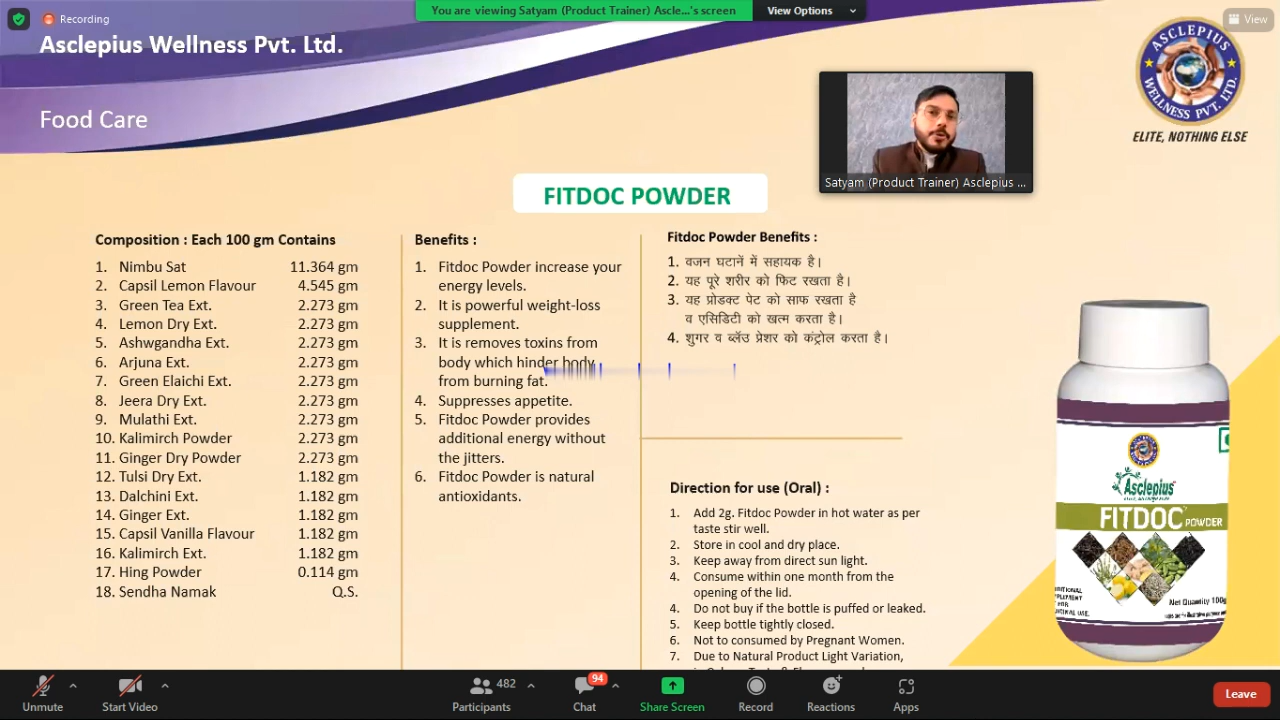 Recording
You are viewing Satyam (Product Trainer) Ascle...'s screen
View Options
View
Asclepius Wellness Pvt. Ltd.
Food Care
ASCLEPIUS
WELLNESS PVT. LTD.
ELITE, NOTHING ELSE
Satyam (Product Trainer) Asclepius ...
FITDOC POWDER
Composition : Each 100 gm Contains
1. Nimbu Sat 11.364 gm
2. Capsil Lemon Flavour 4.545 gm
3. Green Tea Ext. 2.273 gm
4. Lemon Dry Ext. 2.273 gm
5. Ashwgandha Ext. 2.273 gm
6. Arjuna Ext. 2.273 gm
7. Green Elaichi Ext. 2.273 gm
8. Jeera Dry Ext. 2.273 gm
9. Mulathi Ext. 2.273 gm
10. Kalimirch Powder 2.273 gm
11. Ginger Dry Powder 2.273 gm
12. Tulsi Dry Ext. 1.182 gm
13. Dalchini Ext. 1.182 gm
14. Ginger Ext. 1.182 gm
15. Capsil Vanilla Flavour 1.182 gm
16. Kalimirch Ext. 1.182 gm
17. Hing Powder 0.114 gm
18. Sendha Namak Q.S.
Benefits :
1. Fitdoc Powder increase your
energy levels.
2. It is powerful weight-loss
supplement.
3. It is removes toxins from
body which hinder body
from burning fat.
4. Suppresses appetite.
5. Fitdoc Powder provides
additional energy without
the jitters.
6. Fitdoc Powder is natural
antioxidants.
Fitdoc Powder Benefits :
1. वजन घटानें में सहायक है।
2. यह पूरे शरीर को फिट रखता है।
3. यह प्रोडक्ट पेट को साफ रखता है
व एसिडिटी को खत्म करता है।
4. शुगर व ब्लॅड प्रेशर को कंट्रोल करता है।
Direction for use (Oral) :
1. Add 2g. Fitdoc Powder in hot water as per
taste stir well.
2. Store in cool and dry place.
3. Keep away from direct sun light.
4. Consume within one month from the
opening of the lid.
4. Do not buy if the bottle is puffed or leaked.
5. Keep bottle tightly closed.
6. Not to consumed by Pregnant Women.
7. Due to Natural Product Light Variation,
Asclepius
FITDOC POWDER
Net Quantity 100g
Unmute
Start Video
482
Participants
94
Chat
Share Screen
Record
Reactions
Apps
Leave